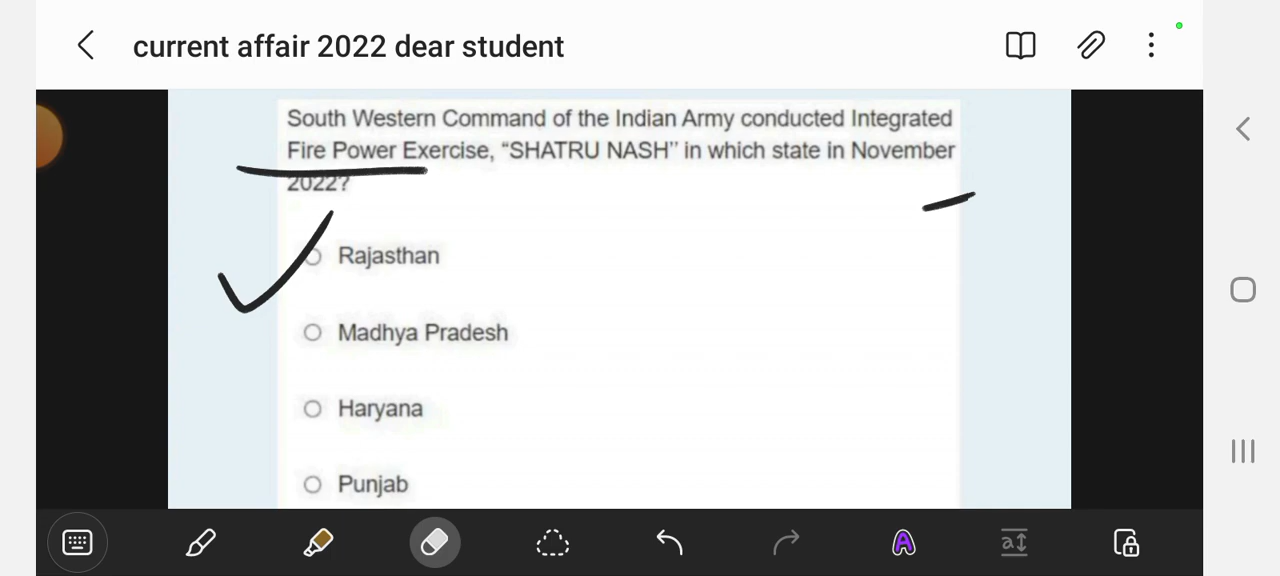 current affair 2022 dear student
South Western Command of the Indian Army conducted Integrated
Fire Power Exercise, “SHATRU NASH’’ in which state in November
2022?
Rajasthan
Madhya Pradesh
Haryana
Punjab
A
a